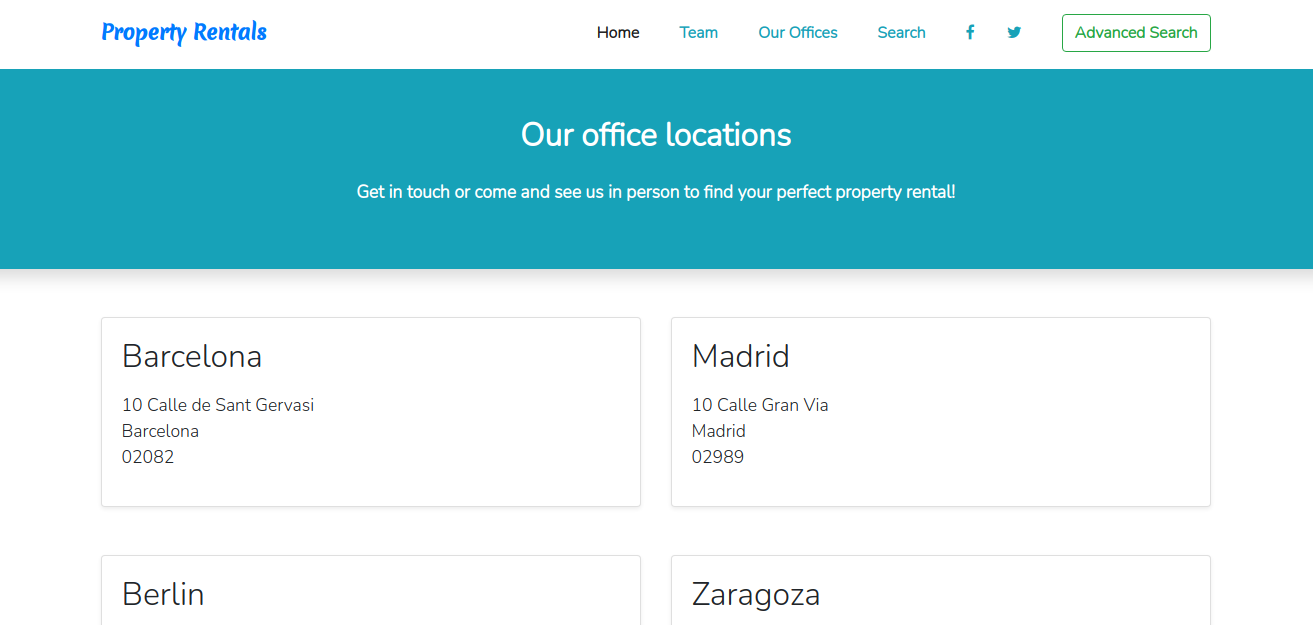 Property Rentals
Home Team Our Offices Search Advanced Search
Our office locations
Get in touch or come and see us in person to find your perfect property rental!
Barcelona
10 Calle de Sant Gervasi
Barcelona
02082
Madrid
10 Calle Gran Via
Madrid
02989
Berlin
Zaragoza